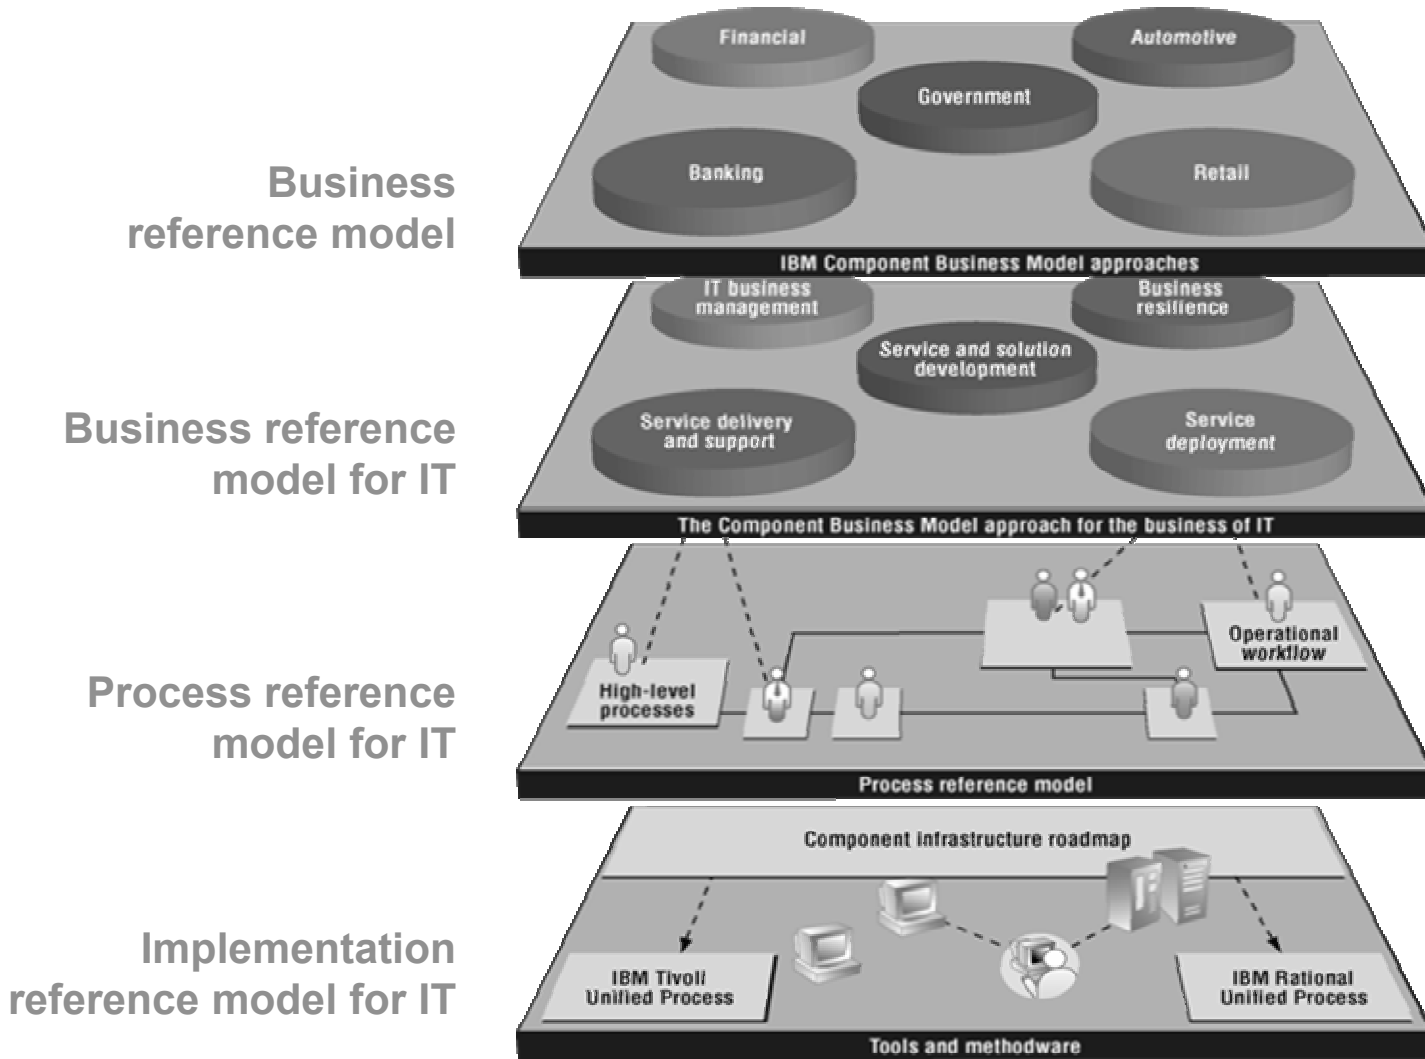 Financial
Automotive
Government
Banking
Retail
Business
reference model
IBM Component Business Model approaches
IT business
management
Business
resilience
Service and solution
development
Service delivery
and support
Service
deployment
Business reference
model for IT
The Component Business Model approach for the business of IT
Operational
workflow
High-level
processes
Process reference
model for IT
Process reference model
Component infrastructure roadmap
Implementation
reference model for IT
IBM Tivoli
Unified Process
IBM Rational
Unified Process
Tools and methodware